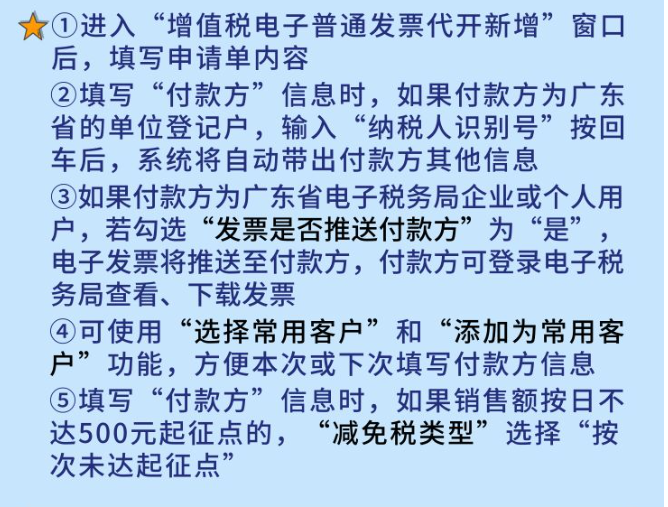 ①进入“增值税电子普通发票代开新增”窗口
后，填写申请单内容
②填写“付款方”信息时，如果付款方为广东
省的单位登记户，输入“纳税人识别号”按回
车后，系统将自动带出付款方其他信息
③如果付款方为广东省电子税务局企业或个人用
户，若勾选“发票是否推送付款方”为“是”，
电子发票将推送至付款方，付款方可登录电子税
务局查看、下载发票
④可使用“选择常用客户”和“添加为常用客
户”功能，方便本次或下次填写付款方信息
⑤填写“付款方”信息时，如果销售额按日不
达500元起征点的，“减免税类型”选择“按
次未达起征点”